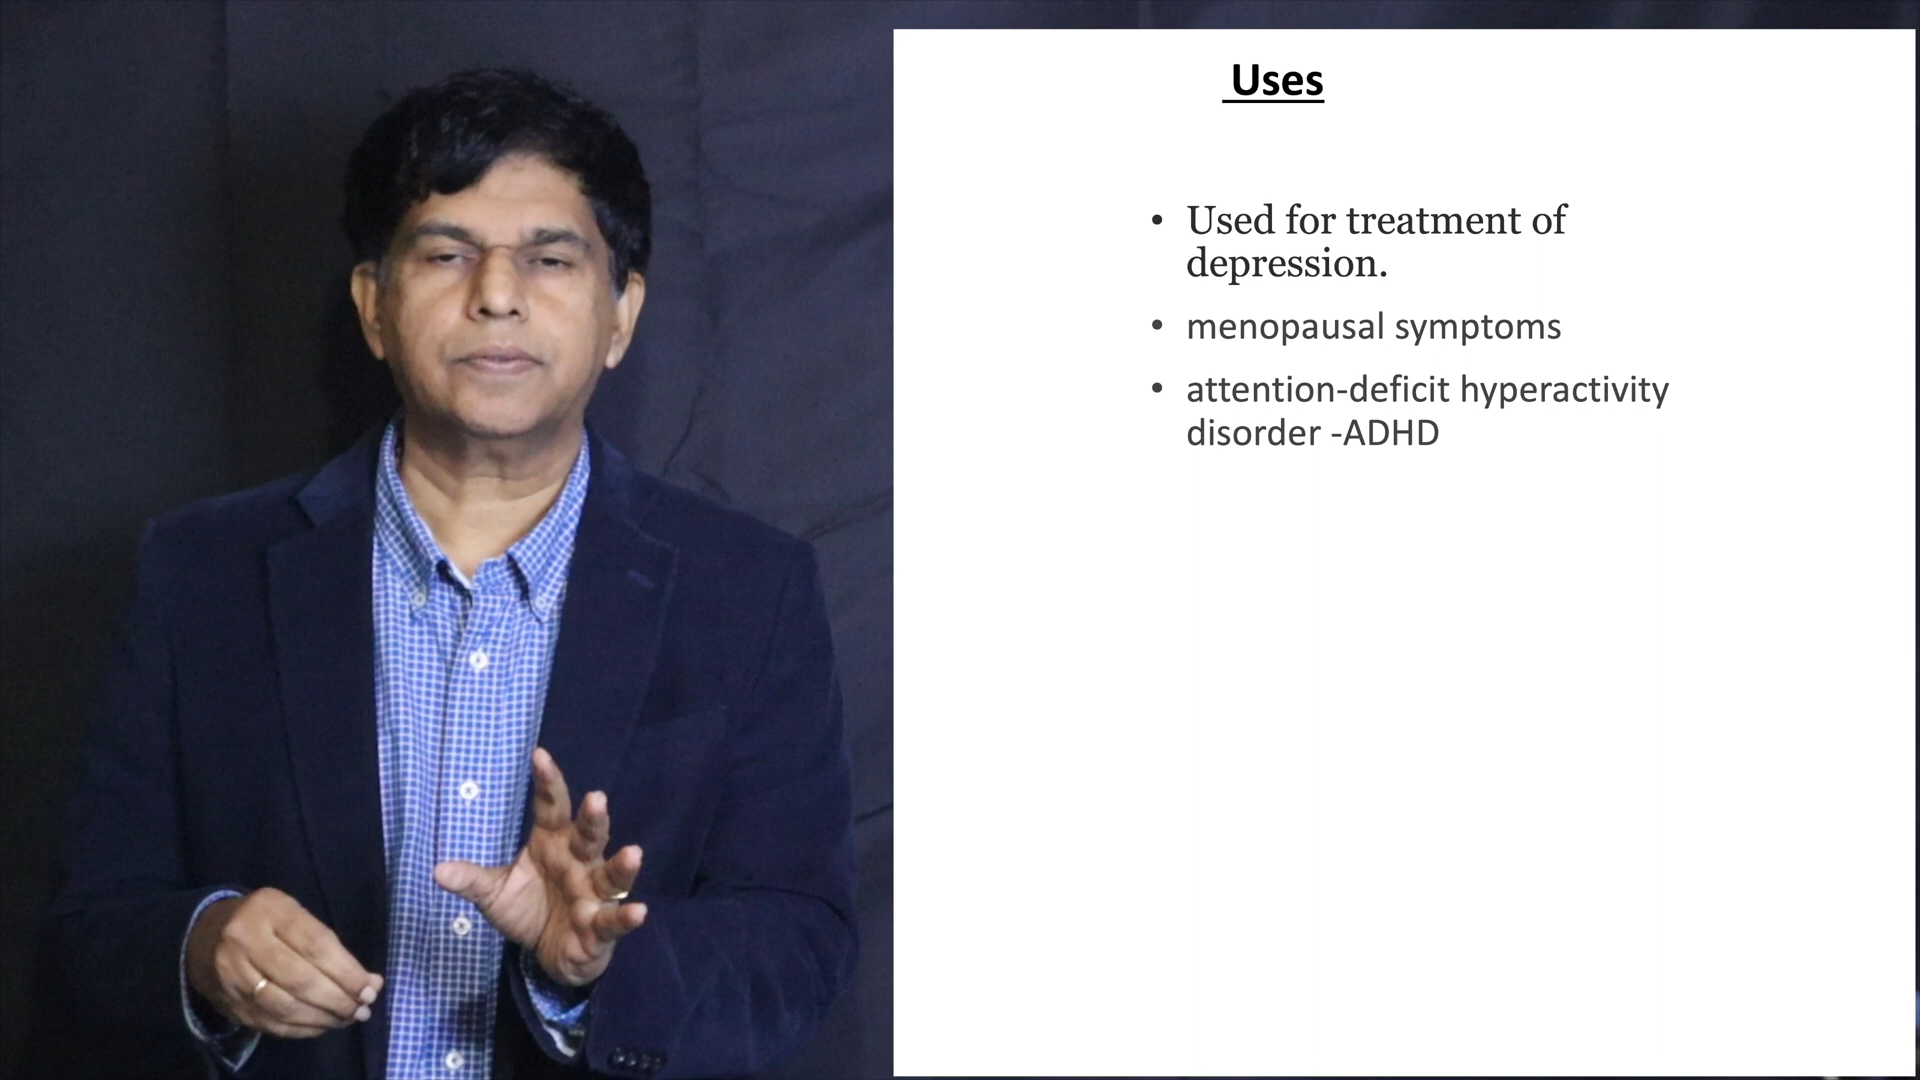 Uses
• Used for treatment of
depression.
• menopausal symptoms
• attention-deficit hyperactivity
disorder -ADHD